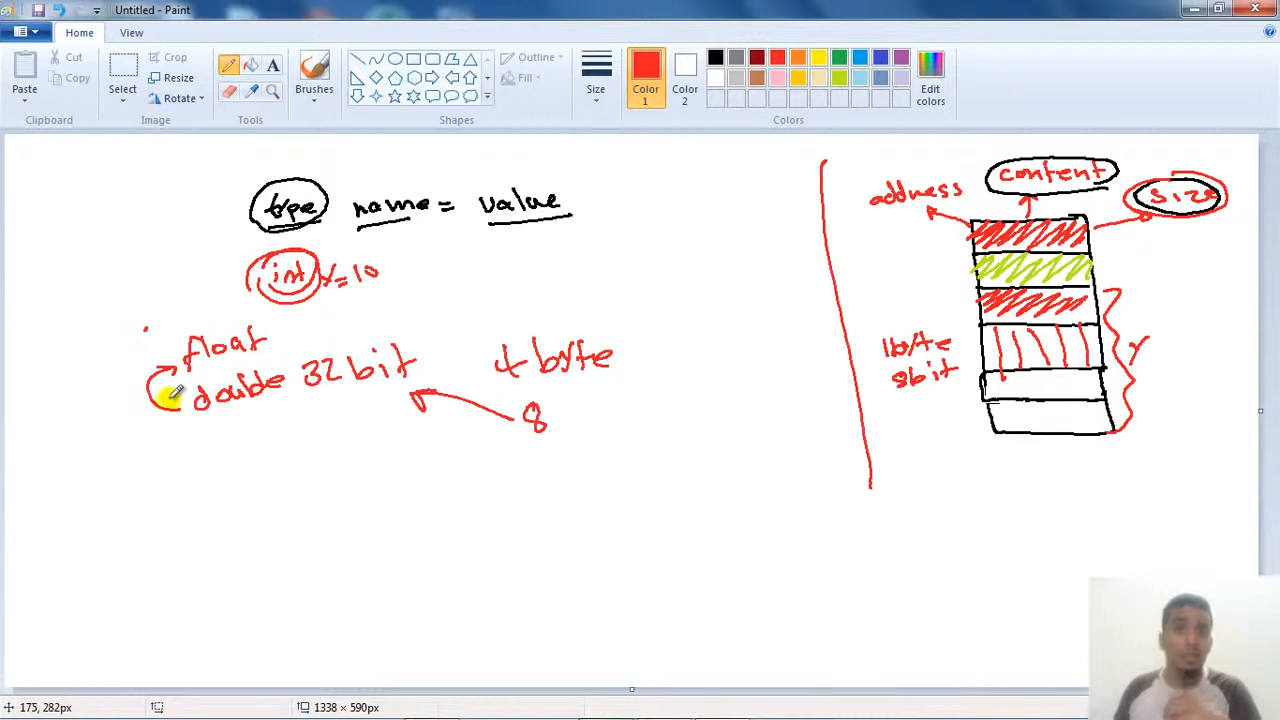 Untitled - Paint
Home
View
Paste
Cut
Copy
Clipboard
Select
Crop
Resize
Rotate
Image
A
Tools
Brushes
Outline
Fill
Shapes
Size
Color 1
Color 2
Edit colors
Colors
type name = value
int x=10
float
double 32 bit 4 byte
8
content
address
size
1byte
8bit
175, 282px
1338 × 590px